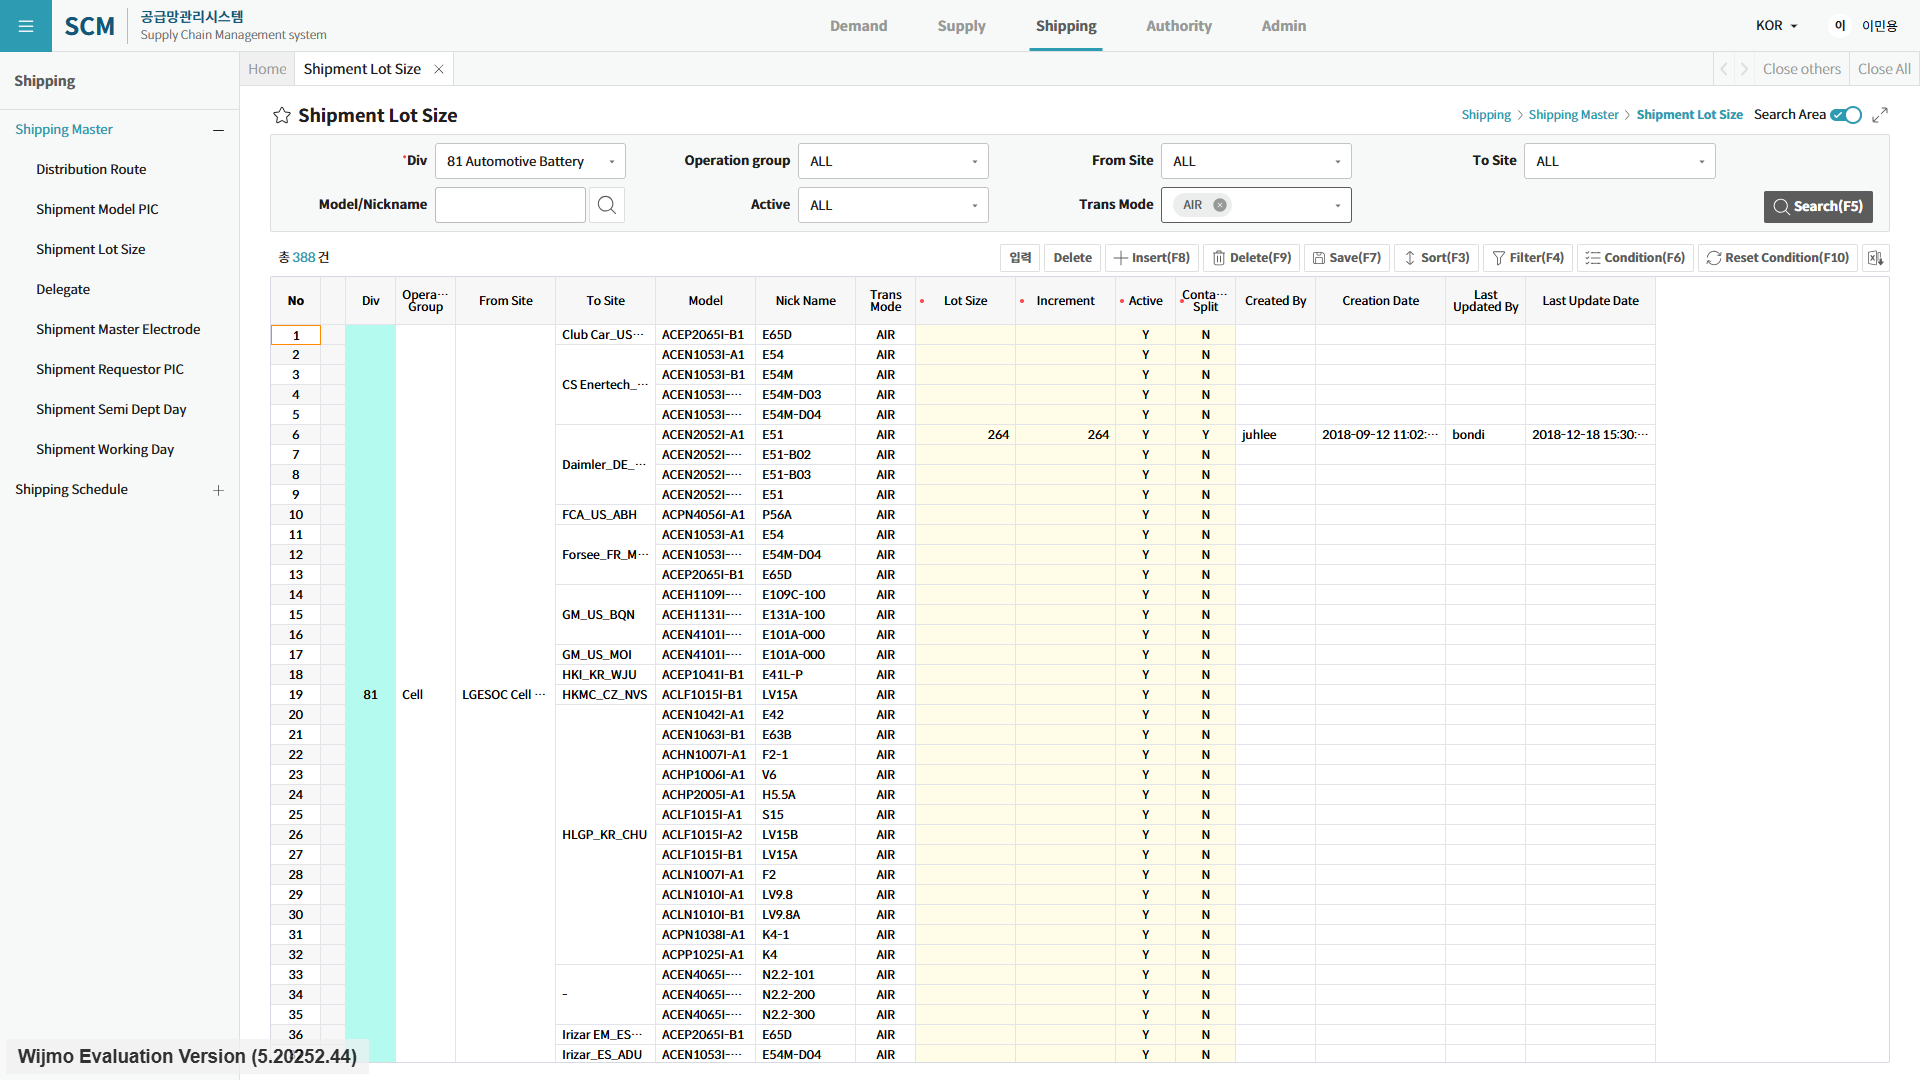 SCM
공급망관리시스템
Supply Chain Management system
Demand Supply Shipping Authority Admin
KOR 이 이민용
Shipping
Home Shipment Lot Size Close others Close All
Shipping Master
Distribution Route
Shipment Model PIC
Shipment Lot Size
Delegate
Shipment Master Electrode
Shipment Requestor PIC
Shipment Semi Dept Day
Shipment Working Day
Shipping Schedule
Shipment Lot Size
Shipping > Shipping Master > Shipment Lot Size Search Area
*Div 81 Automotive Battery Operation group ALL From Site ALL To Site ALL
Model/Nickname Active ALL Trans Mode AIR Search(F5)
총 388 건
입력 Delete Insert(F8) Delete(F9) Save(F7) Sort(F3) Filter(F4) Condition(F6) Reset Condition(F10)
No Div Opera··· Group From Site To Site Model Nick Name Trans Mode Lot Size Increment Active Conta··· Split Created By Creation Date Last Updated By Last Update Date
1 Club Car_US··· ACEP2065I-B1 E65D AIR Y N
2 ACEN1053I-A1 E54 AIR Y N
3 CS Enertech_··· ACEN1053I-B1 E54M AIR Y N
4 ACEN1053I-··· E54M-D03 AIR Y N
5 ACEN1053I-··· E54M-D04 AIR Y N
6 ACEN2052I-A1 E51 AIR 264 264 Y Y juhlee 2018-09-12 11:02:··· bondi 2018-12-18 15:30:···
7 Daimler_DE_··· ACEN2052I-··· E51-B02 AIR Y N
8 ACEN2052I-··· E51-B03 AIR Y N
9 ACEN2052I-··· E51 AIR Y N
10 FCA_US_ABH ACPN4056I-A1 P56A AIR Y N
11 ACEN1053I-A1 E54 AIR Y N
12 Forsee_FR_M··· ACEN1053I-··· E54M-D04 AIR Y N
13 ACEP2065I-B1 E65D AIR Y N
14 ACEH1109I-··· E109C-100 AIR Y N
15 GM_US_BQN ACEH1131I-··· E131A-100 AIR Y N
16 ACEN4101I-··· E101A-000 AIR Y N
17 GM_US_MOI ACEN4101I-··· E101A-000 AIR Y N
18 HKI_KR_WJU ACEP1041I-B1 E41L-P AIR Y N
19 81 Cell LGESOC Cell ··· HKMC_CZ_NVS ACLF1015I-B1 LV15A AIR Y N
20 ACEN1042I-A1 E42 AIR Y N
21 ACEN1063I-B1 E63B AIR Y N
22 ACHN1007I-A1 F2-1 AIR Y N
23 ACHP1006I-A1 V6 AIR Y N
24 ACHP2005I-A1 H5.5A AIR Y N
25 ACLF1015I-A1 S15 AIR Y N
26 HLGP_KR_CHU ACLF1015I-A2 LV15B AIR Y N
27 ACLF1015I-B1 LV15A AIR Y N
28 ACLN1007I-A1 F2 AIR Y N
29 ACLN1010I-A1 LV9.8 AIR Y N
30 ACLN1010I-B1 LV9.8A AIR Y N
31 ACPN1038I-A1 K4-1 AIR Y N
32 ACPP1025I-A1 K4 AIR Y N
33 ACEN4065I-··· N2.2-101 AIR Y N
34 - ACEN4065I-··· N2.2-200 AIR Y N
35 ACEN4065I-··· N2.2-300 AIR Y N
36 Irizar EM_ES··· ACEP2065I-B1 E65D AIR Y N
Irizar_ES_ADU ACEN1053I-··· E54M-D04 AIR Y N
Wijmo Evaluation Version (5.20252.44)